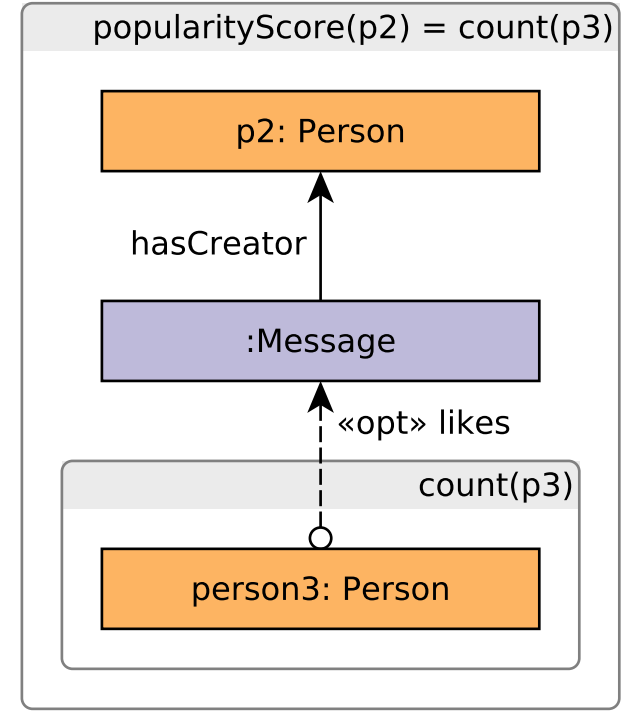 popularityScore(p2) = count(p3)
p2: Person
hasCreator
:Message
«opt» likes
count(p3)
person3: Person